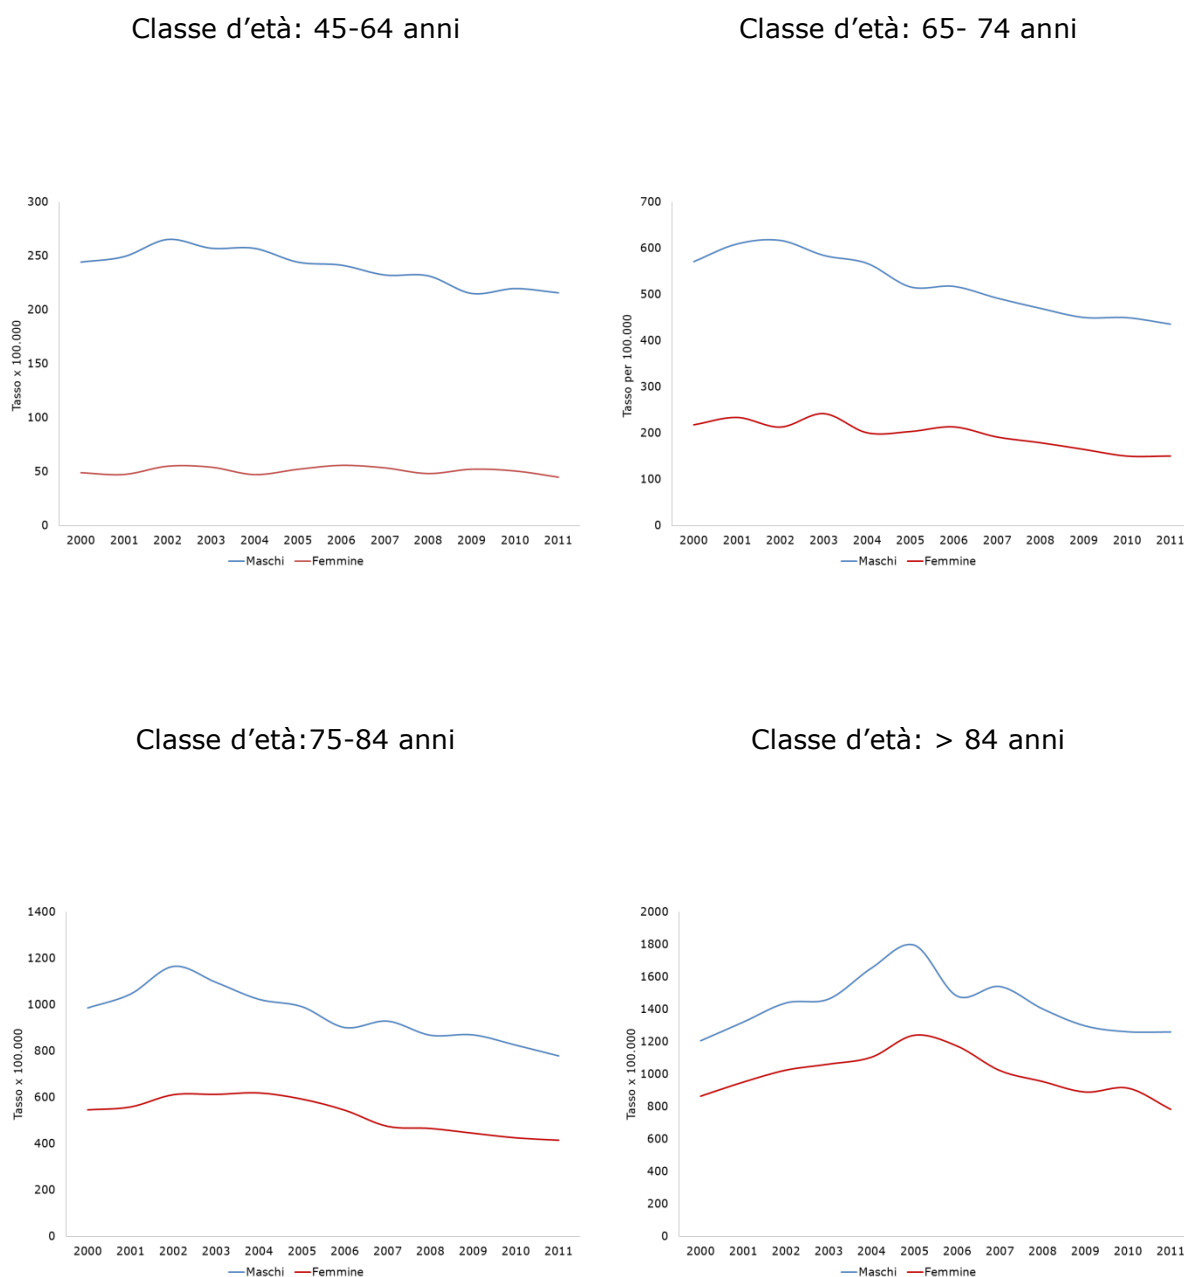 Classe d’età: 45-64 anni
Classe d’età: 65- 74 anni
300
250
200
150
100
50
0
Tasso x 100.000
2000 2001 2002 2003 2004 2005 2006 2007 2008 2009 2010 2011
Maschi Femmine
700
600
500
400
300
200
100
0
Tasso per 100.000
2000 2001 2002 2003 2004 2005 2006 2007 2008 2009 2010 2011
Maschi Femmine
Classe d’età:75-84 anni
Classe d’età: > 84 anni
1400
1200
1000
800
600
400
200
0
Tasso x 100.000
2000 2001 2002 2003 2004 2005 2006 2007 2008 2009 2010 2011
Maschi Femmine
2000
1800
1600
1400
1200
1000
800
600
400
200
0
Tasso x 100.000
2000 2001 2002 2003 2004 2005 2006 2007 2008 2009 2010 2011
Maschi Femmine